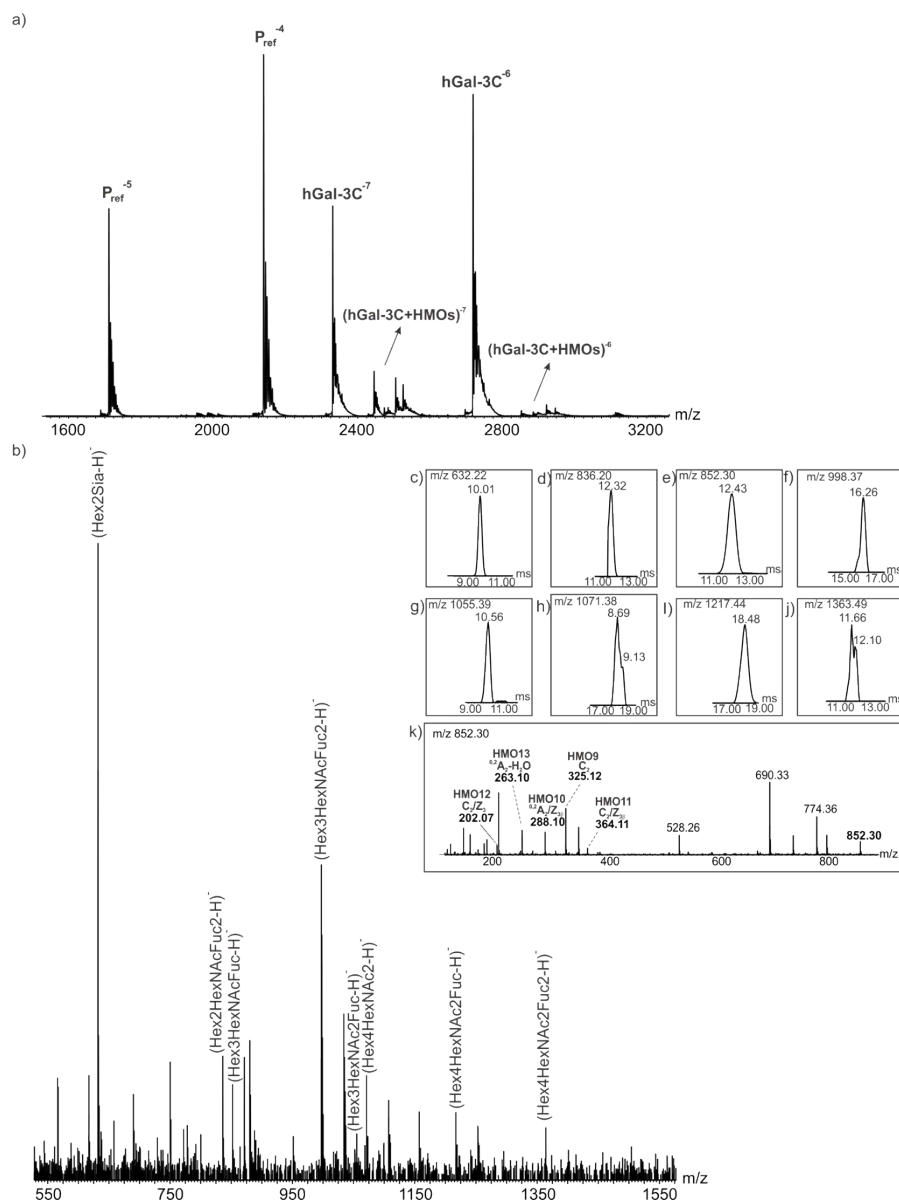 a)
Pref-5
Pref-4
hGal-3C-7
hGal-3C-6
(hGal-3C+HMOs)-7
(hGal-3C+HMOs)-6
1600 2000 2400 2800 3200 m/z
b)
(Hex2Sia-H)-
(Hex2HexNAcFuc2-H)-
(Hex3HexNAcFuc-H)-
(Hex3HexNAcFuc2-H)-
(Hex3HexNAc2Fuc-H)-
(Hex4HexNAc2-H)-
(Hex4HexNAc2Fuc-H)-
(Hex4HexNAc2Fuc2-H)-
550 750 950 1150 1350 1550 m/z
c) m/z 632.22
10.01
ms
9.00 11.00
d) m/z 836.20
12.32
ms
11.00 13.00
e) m/z 852.30
12.43
ms
11.00 13.00
f) m/z 998.37
16.26
ms
15.00 17.00
g) m/z 1055.39
10.56
ms
9.00 11.00
h) m/z 1071.38
8.69
9.13
ms
17.00 19.00
I) m/z 1217.44
18.48
ms
17.00 19.00
j) m/z 1363.49
11.66
12.10
ms
11.00 13.00
k) m/z 852.30
HMO12
C2/Z3
202.07
HMO13
0,2A2-H2O
263.10
HMO10
288.10
HMO9
C2
325.12
HMO11
364.11
528.26
690.33
774.36
852.30
200 400 600 800 m/z